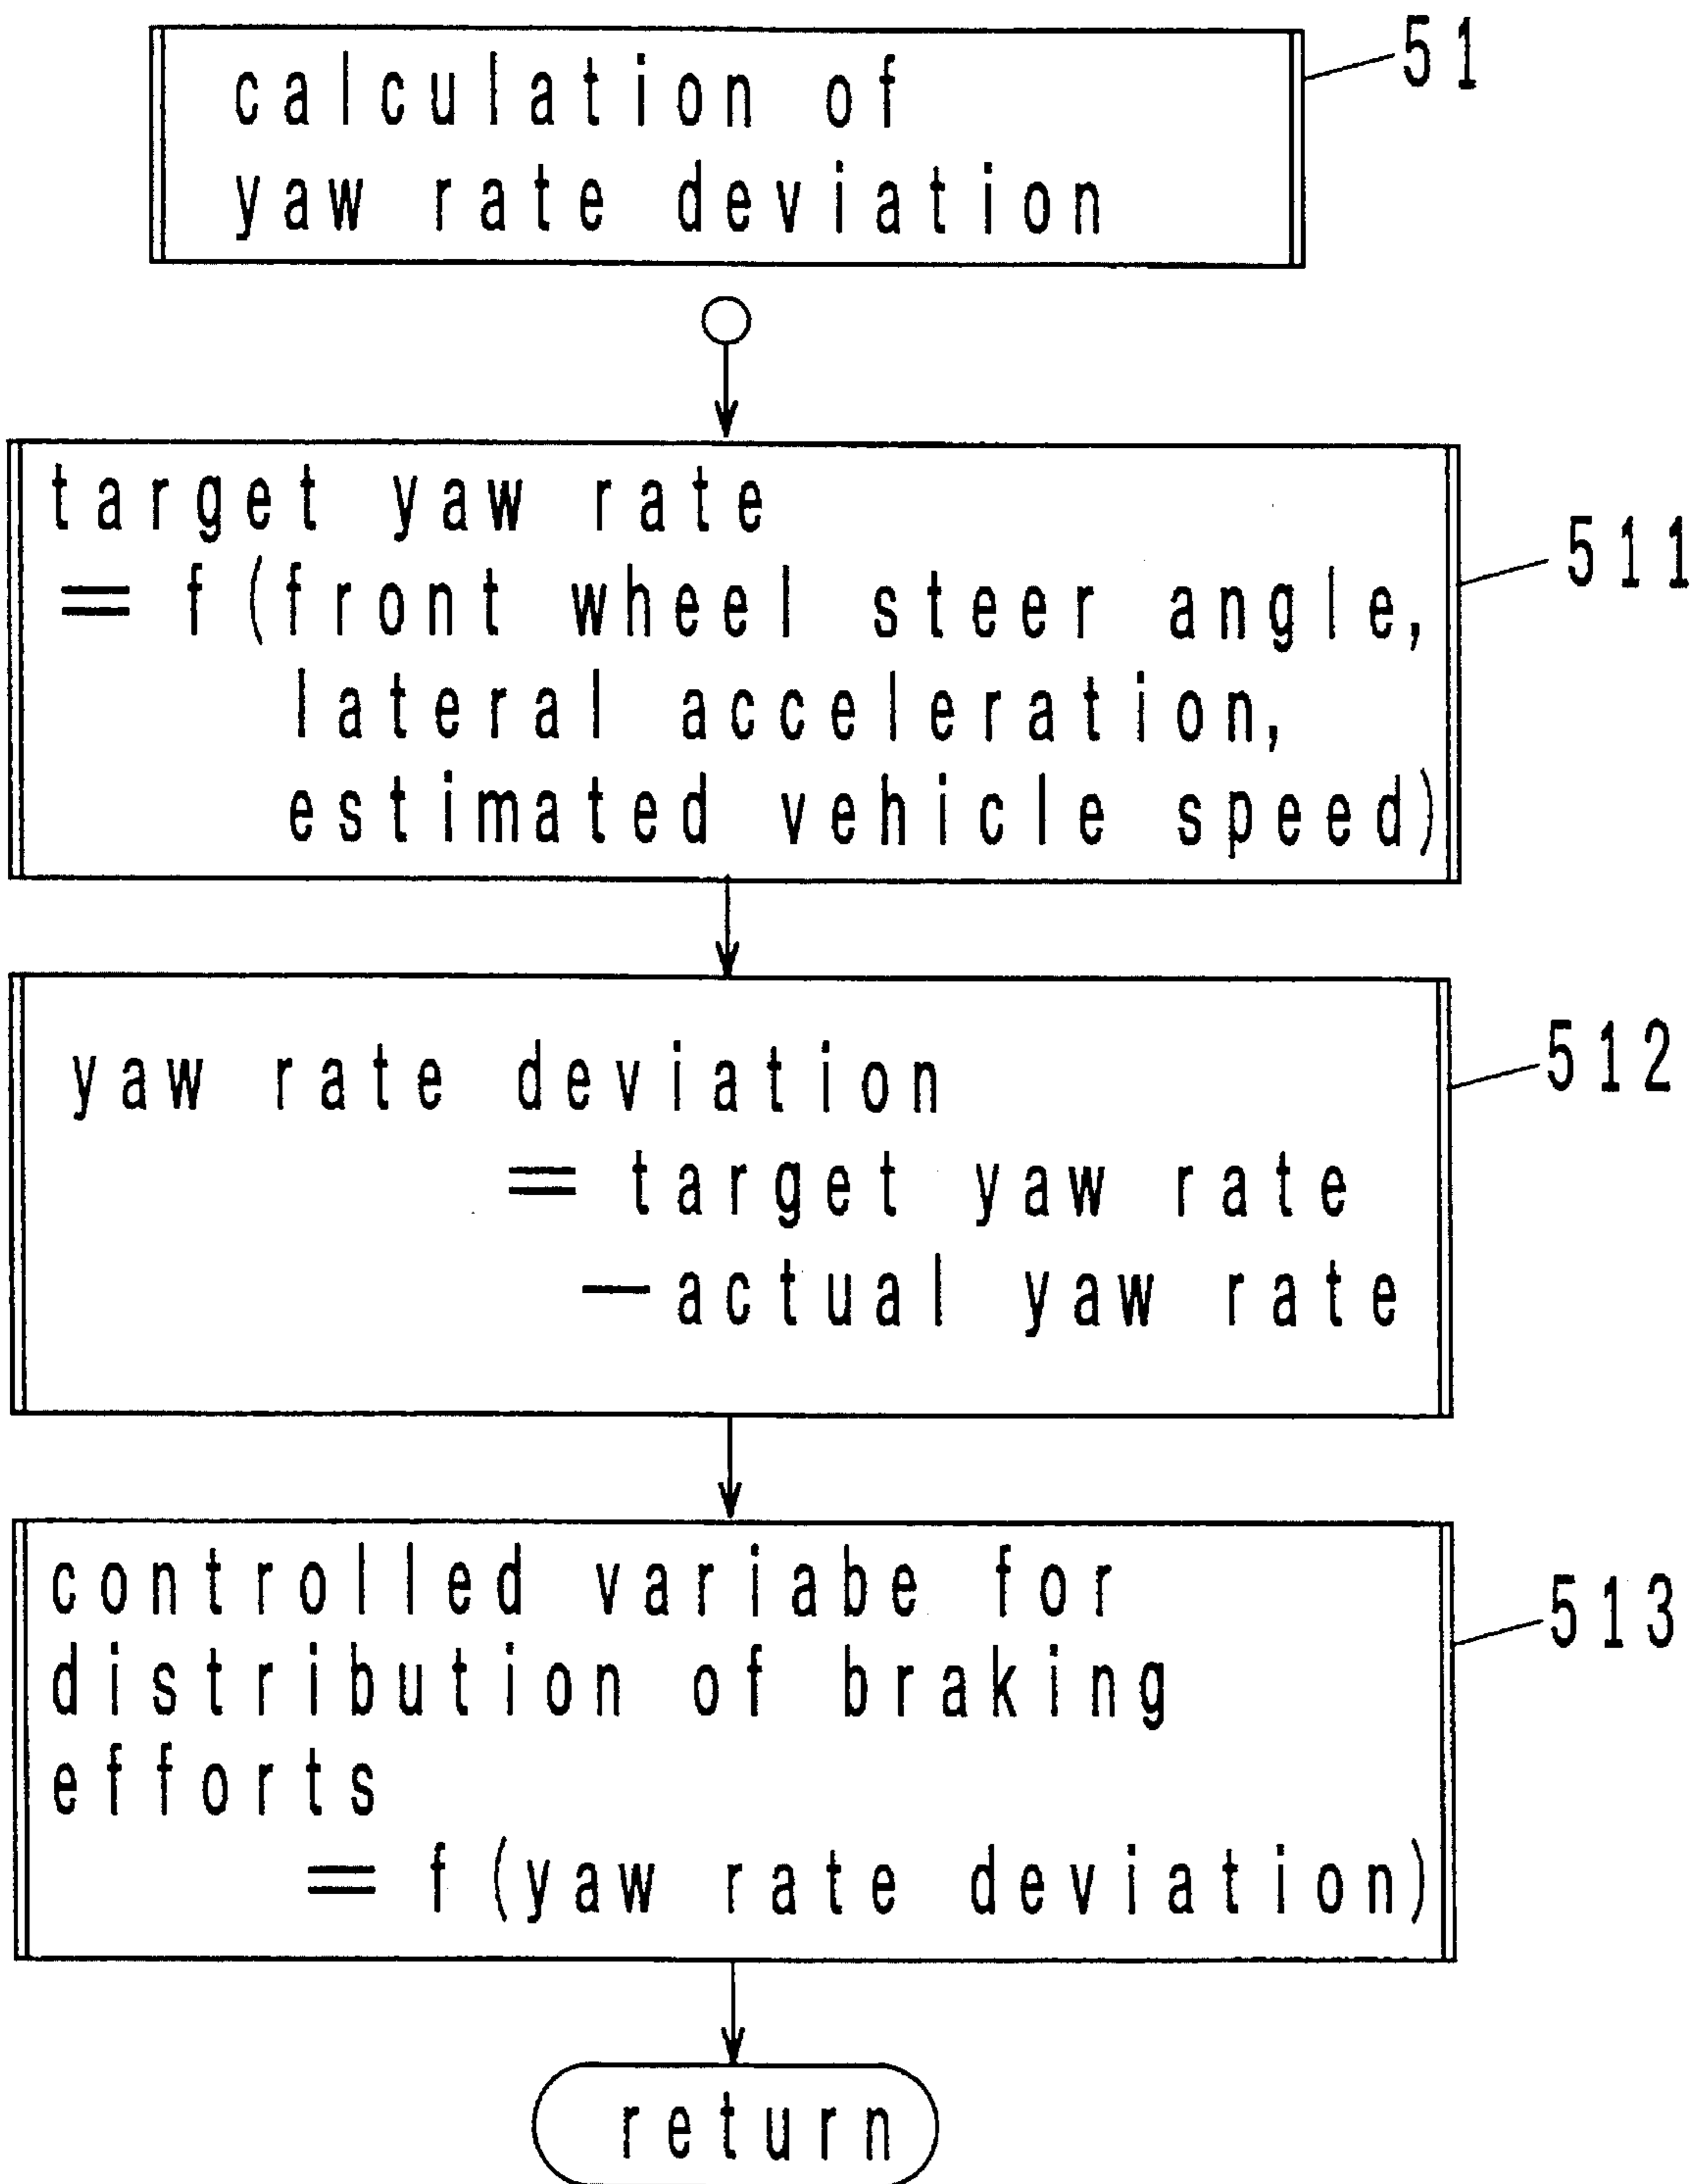 calculation of
yaw rate deviation
51
target yaw rate
= f (front wheel steer angle,
lateral acceleration,
estimated vehicle speed)
511
yaw rate deviation
= target yaw rate
−actual yaw rate
512
controlled variabe for
distribution of braking
efforts
= f (yaw rate deviation)
513
return